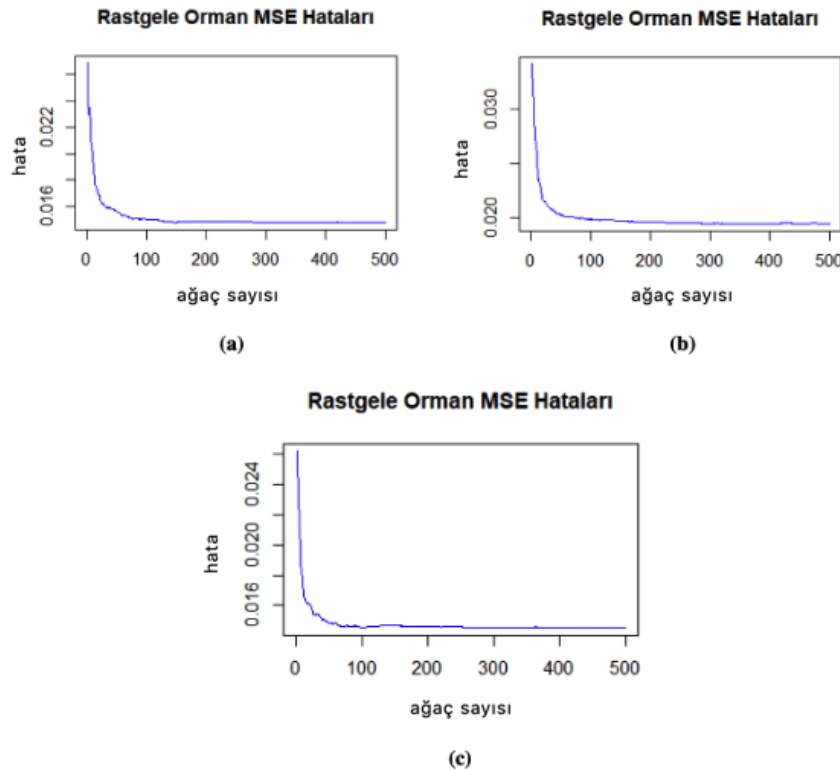 Rastgele Orman MSE Hataları
hata
0.022
0.016
0 100 200 300 400 500
ağaç sayısı
(a)
Rastgele Orman MSE Hataları
hata
0.030
0.020
0 100 200 300 400 500
ağaç sayısı
(b)
Rastgele Orman MSE Hataları
hata
0.024
0.020
0.016
0 100 200 300 400 500
ağaç sayısı
(c)